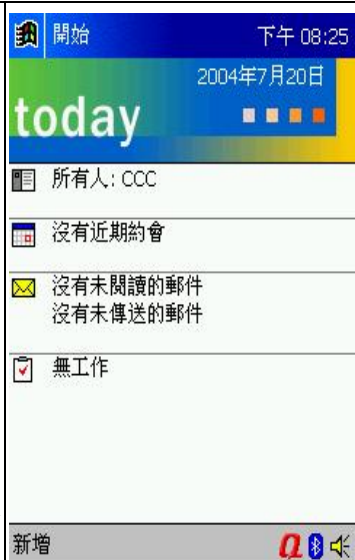 開始
下午 08:25
2004年7月20日
today
所有人: CCC
沒有近期約會
沒有未閱讀的郵件
沒有未傳送的郵件
無工作
新增